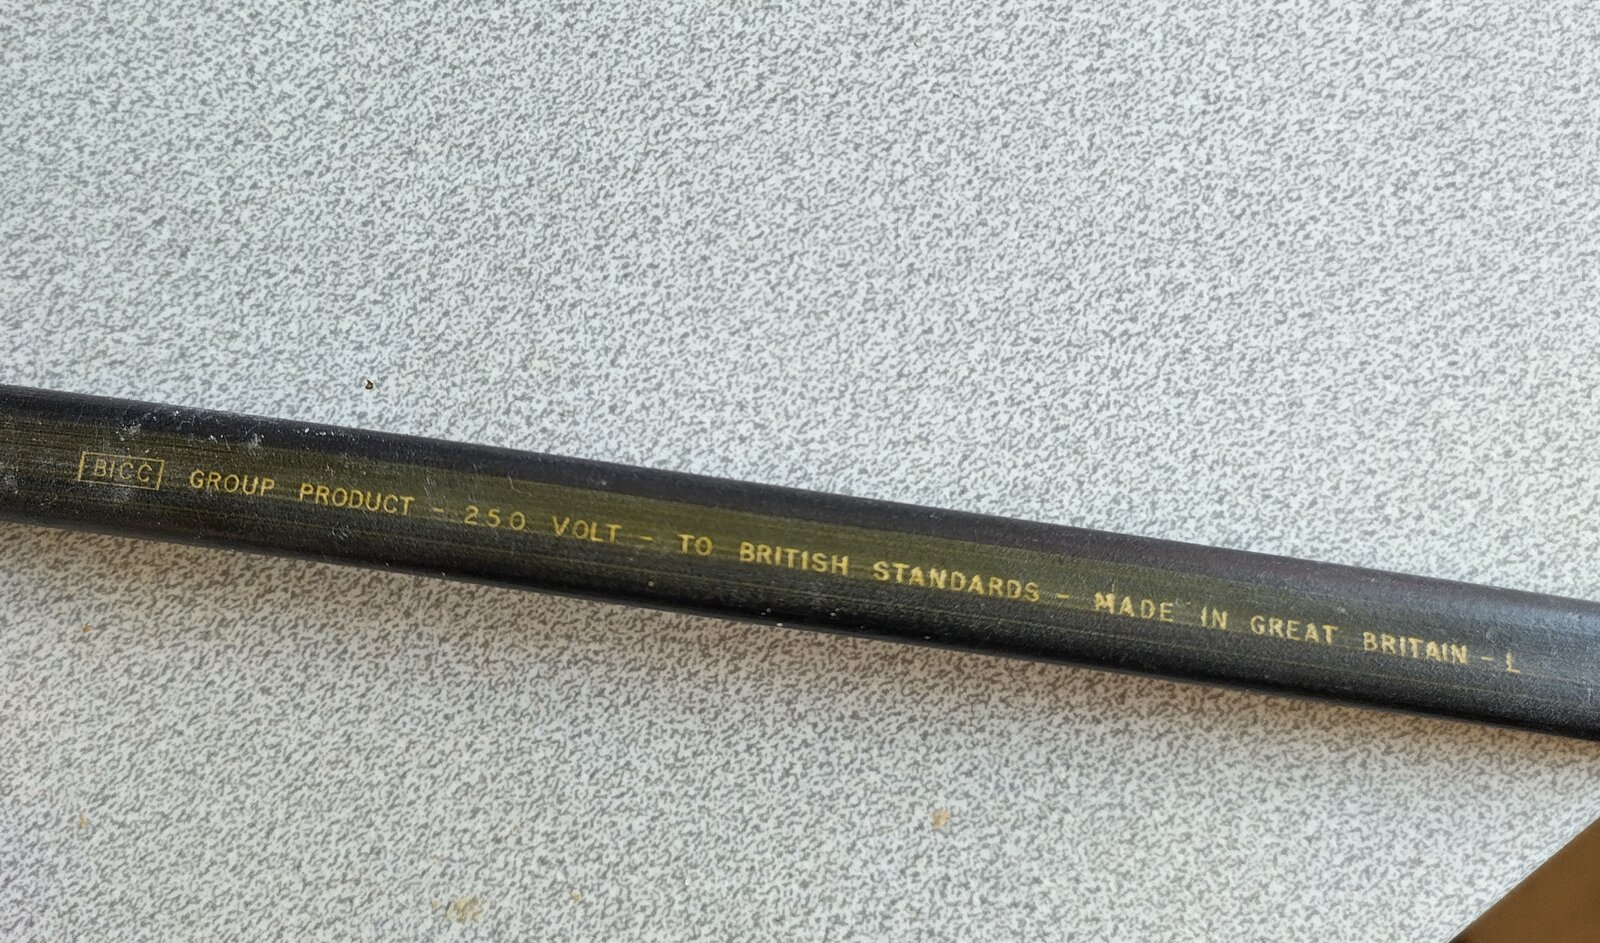 BICC GROUP PRODUCT - 250 VOLT - TO BRITISH STANDARDS - MADE IN GREAT BRITAIN - L